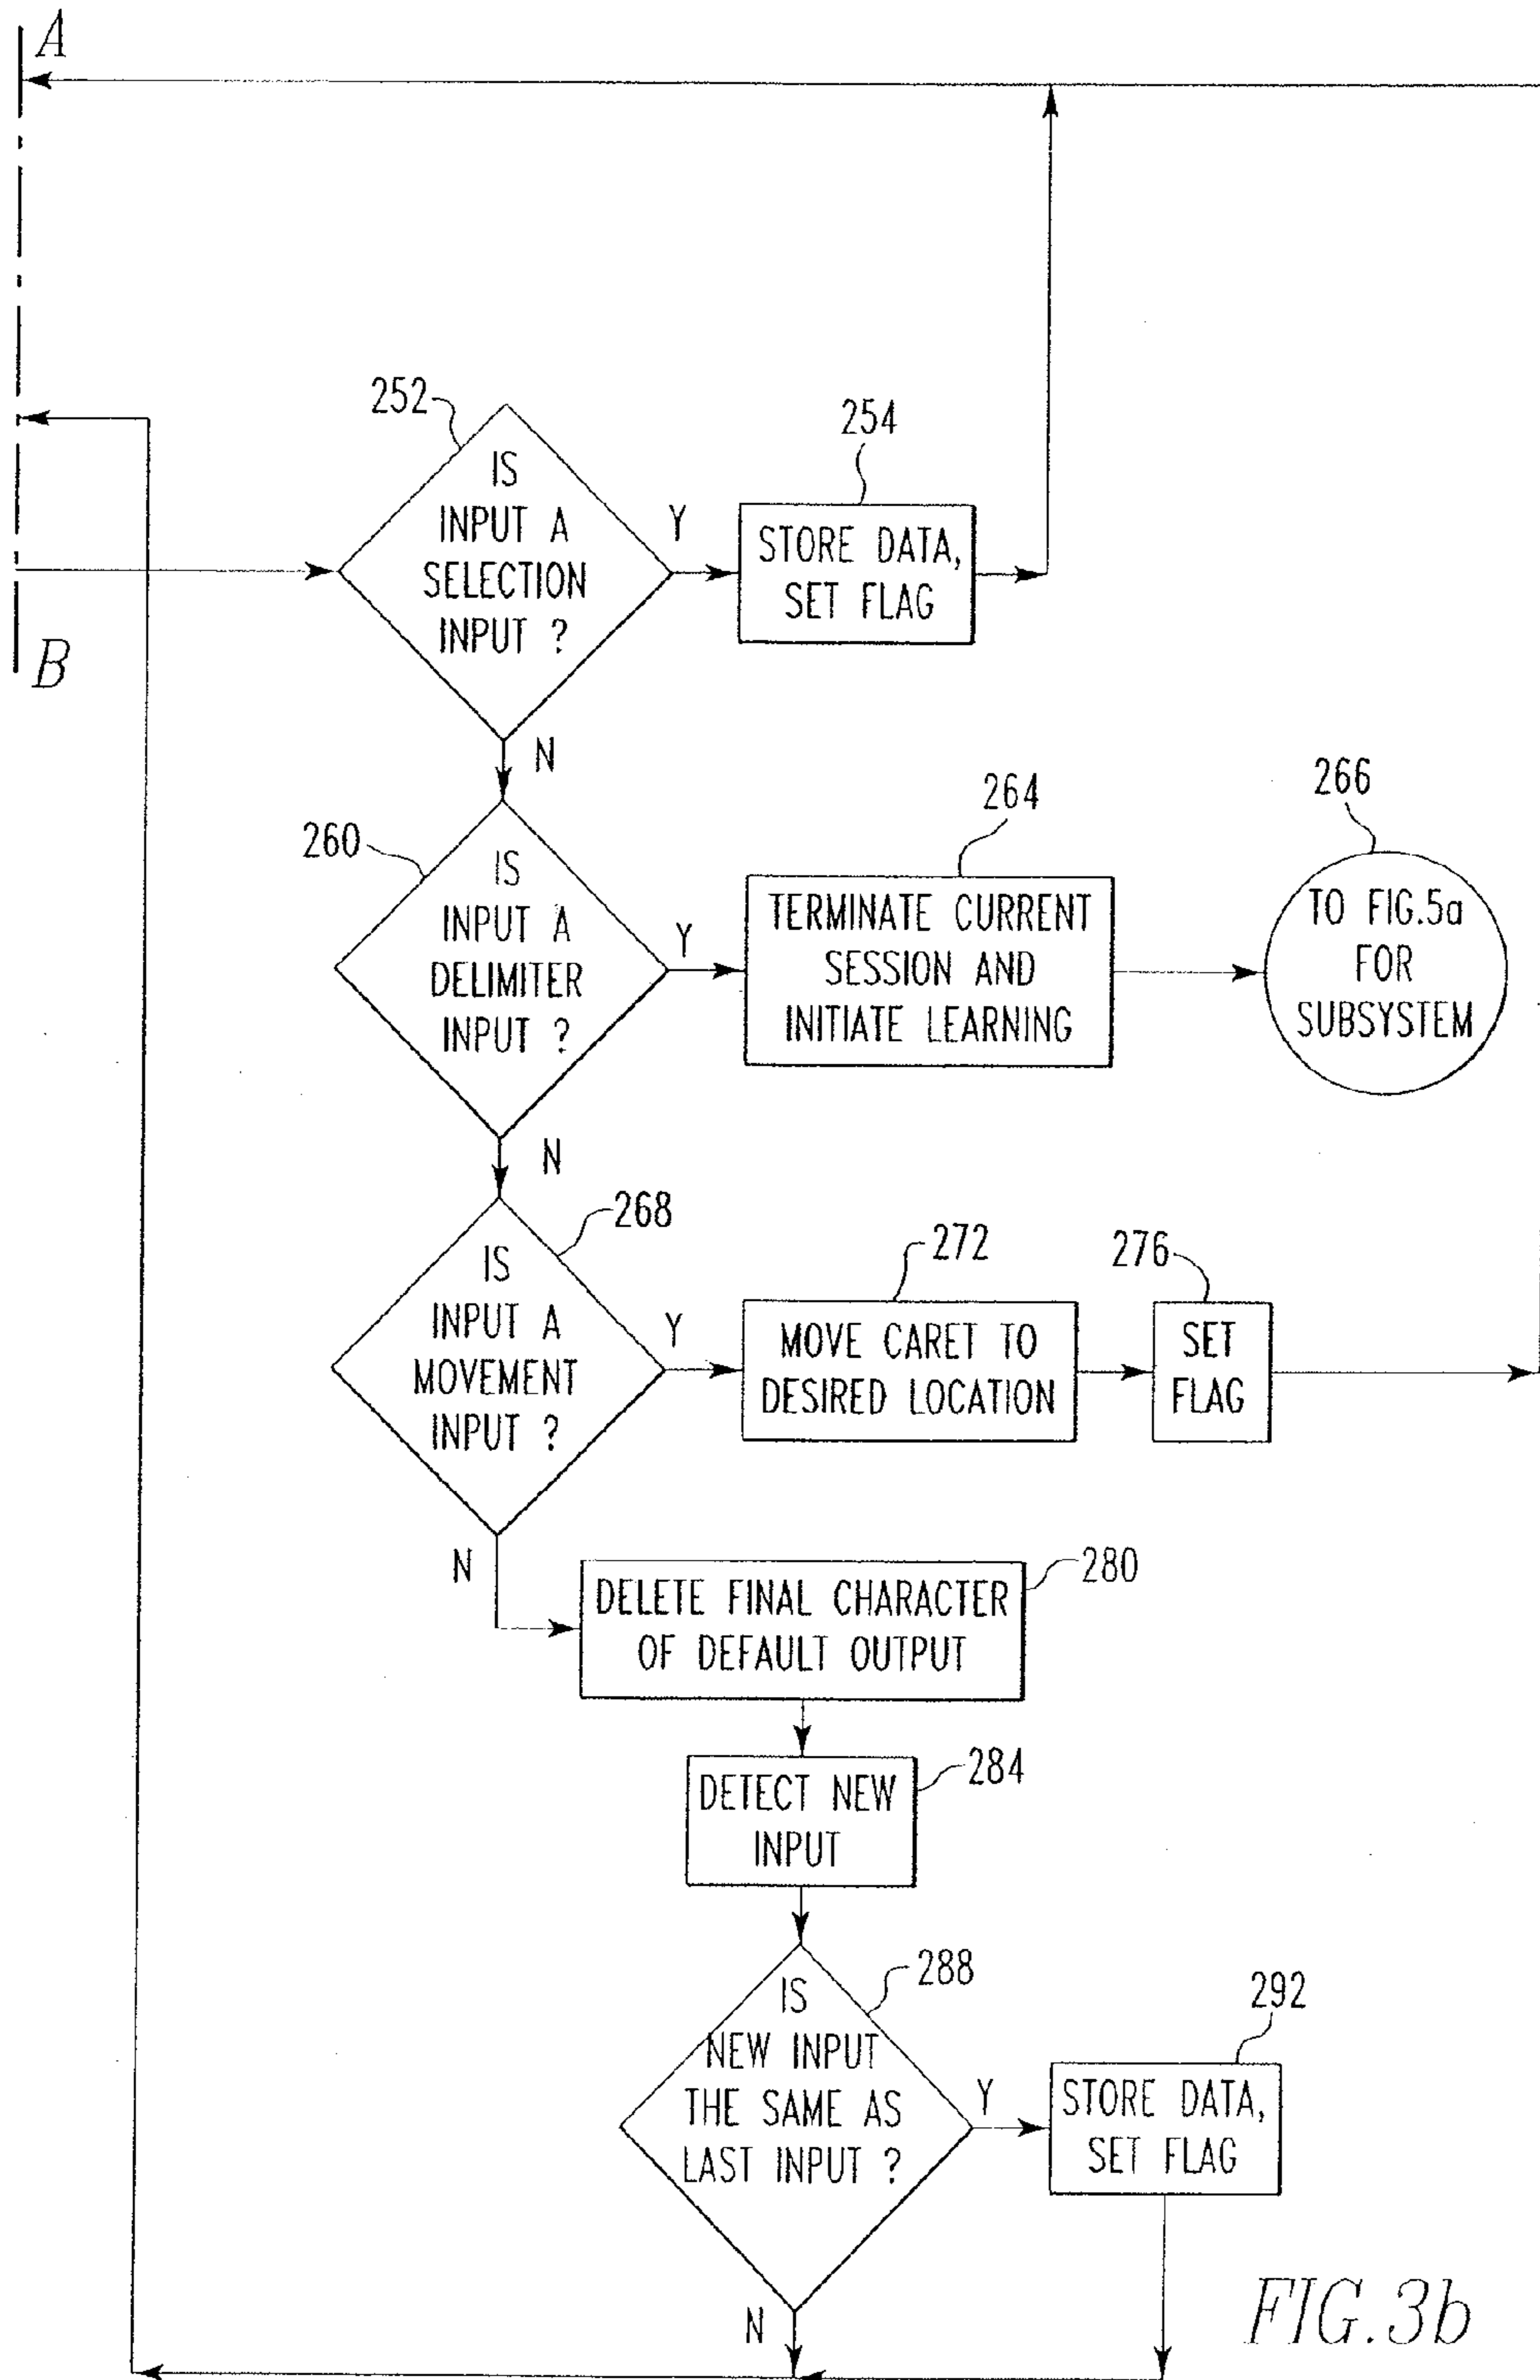 A
B
252
IS
INPUT A
SELECTION
INPUT ?
Y
254
STORE DATA,
SET FLAG
N
260
IS
INPUT A
DELIMITER
INPUT ?
Y
264
TERMINATE CURRENT
SESSION AND
INITIATE LEARNING
266
TO FIG.5a
FOR
SUBSYSTEM
N
268
IS
INPUT A
MOVEMENT
INPUT ?
Y
272
MOVE CARET TO
DESIRED LOCATION
276
SET
FLAG
N
280
DELETE FINAL CHARACTER
OF DEFAULT OUTPUT
284
DETECT NEW
INPUT
288
IS
NEW INPUT
THE SAME AS
LAST INPUT ?
Y
292
STORE DATA,
SET FLAG
N
FIG.3b